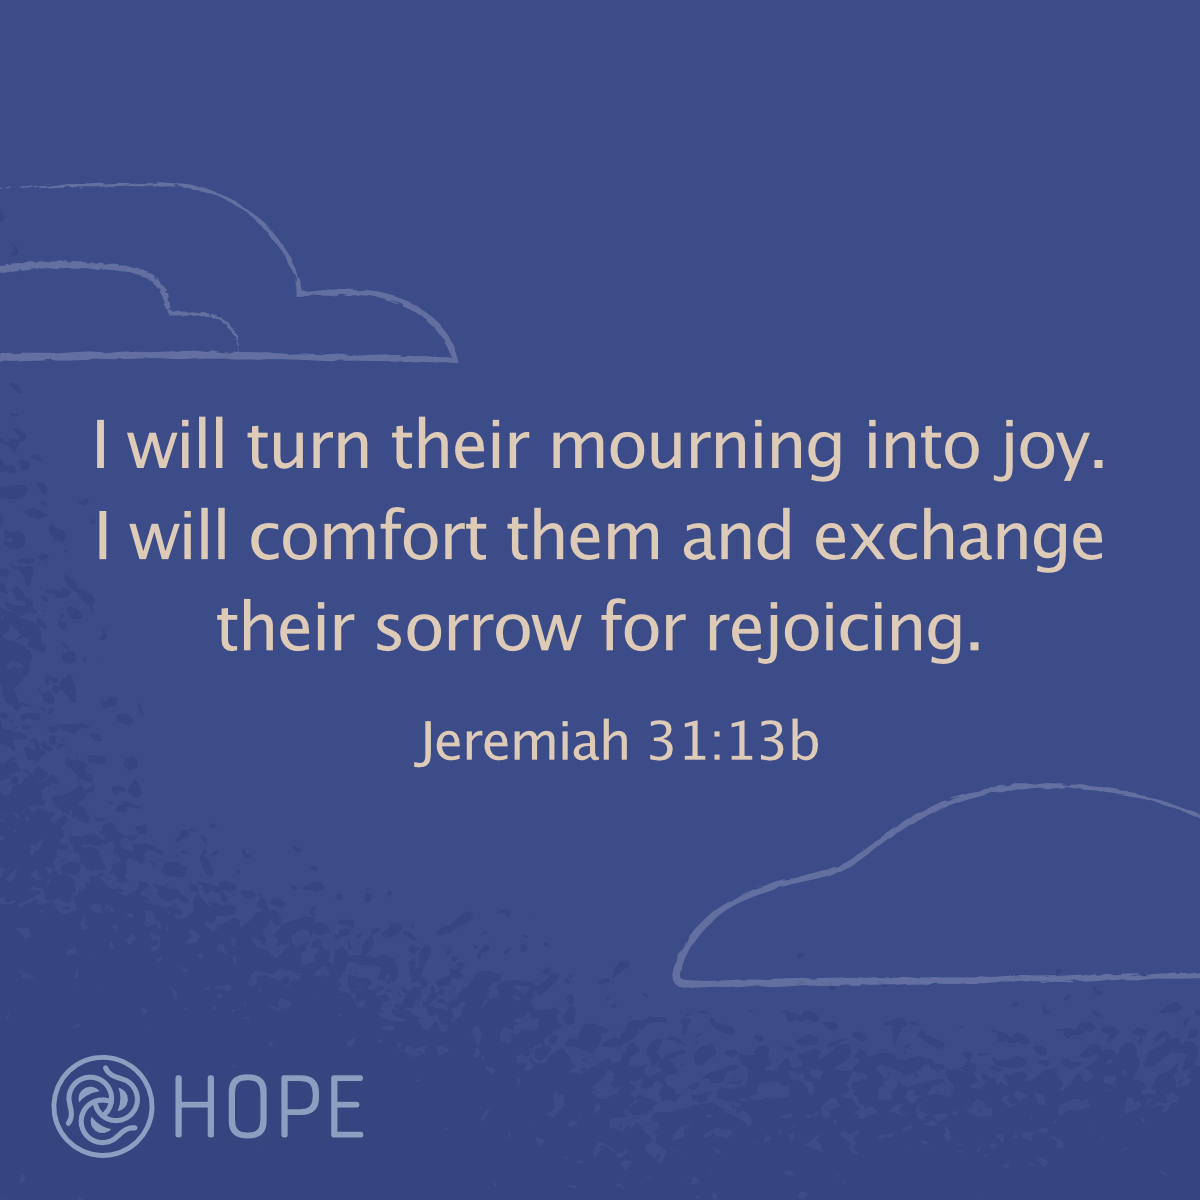 I will turn their mourning into joy.
I will comfort them and exchange
their sorrow for rejoicing.
Jeremiah 31:13b
HOPE